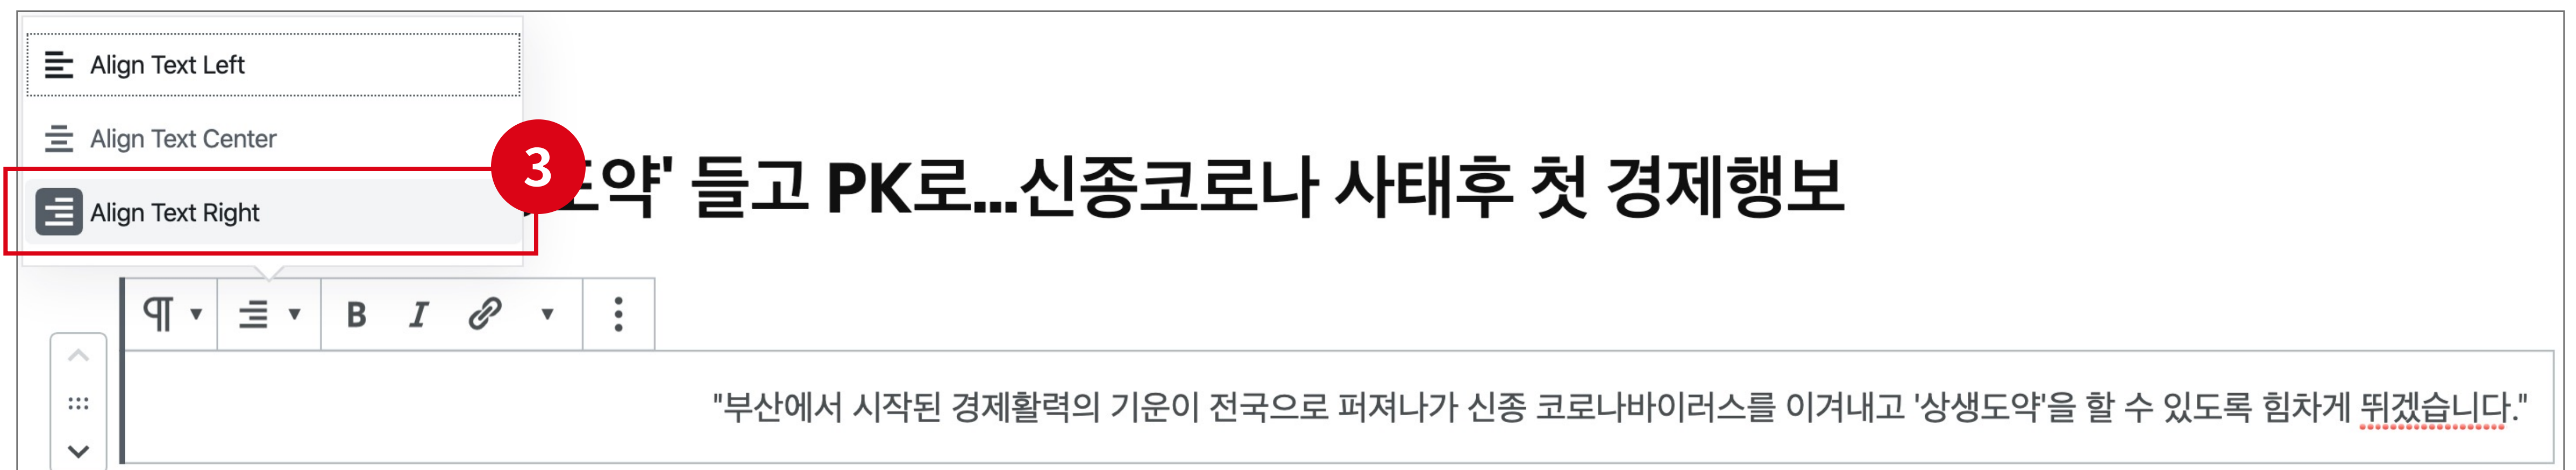 Align Text Left
Align Text Center
Align Text Right
3
약' 들고 PK로...신종코로나 사태후 첫 경제행보
B I
"부산에서 시작된 경제활력의 기운이 전국으로 퍼져나가 신종 코로나바이러스를 이겨내고 '상생도약'을 할 수 있도록 힘차게 뛰겠습니다."